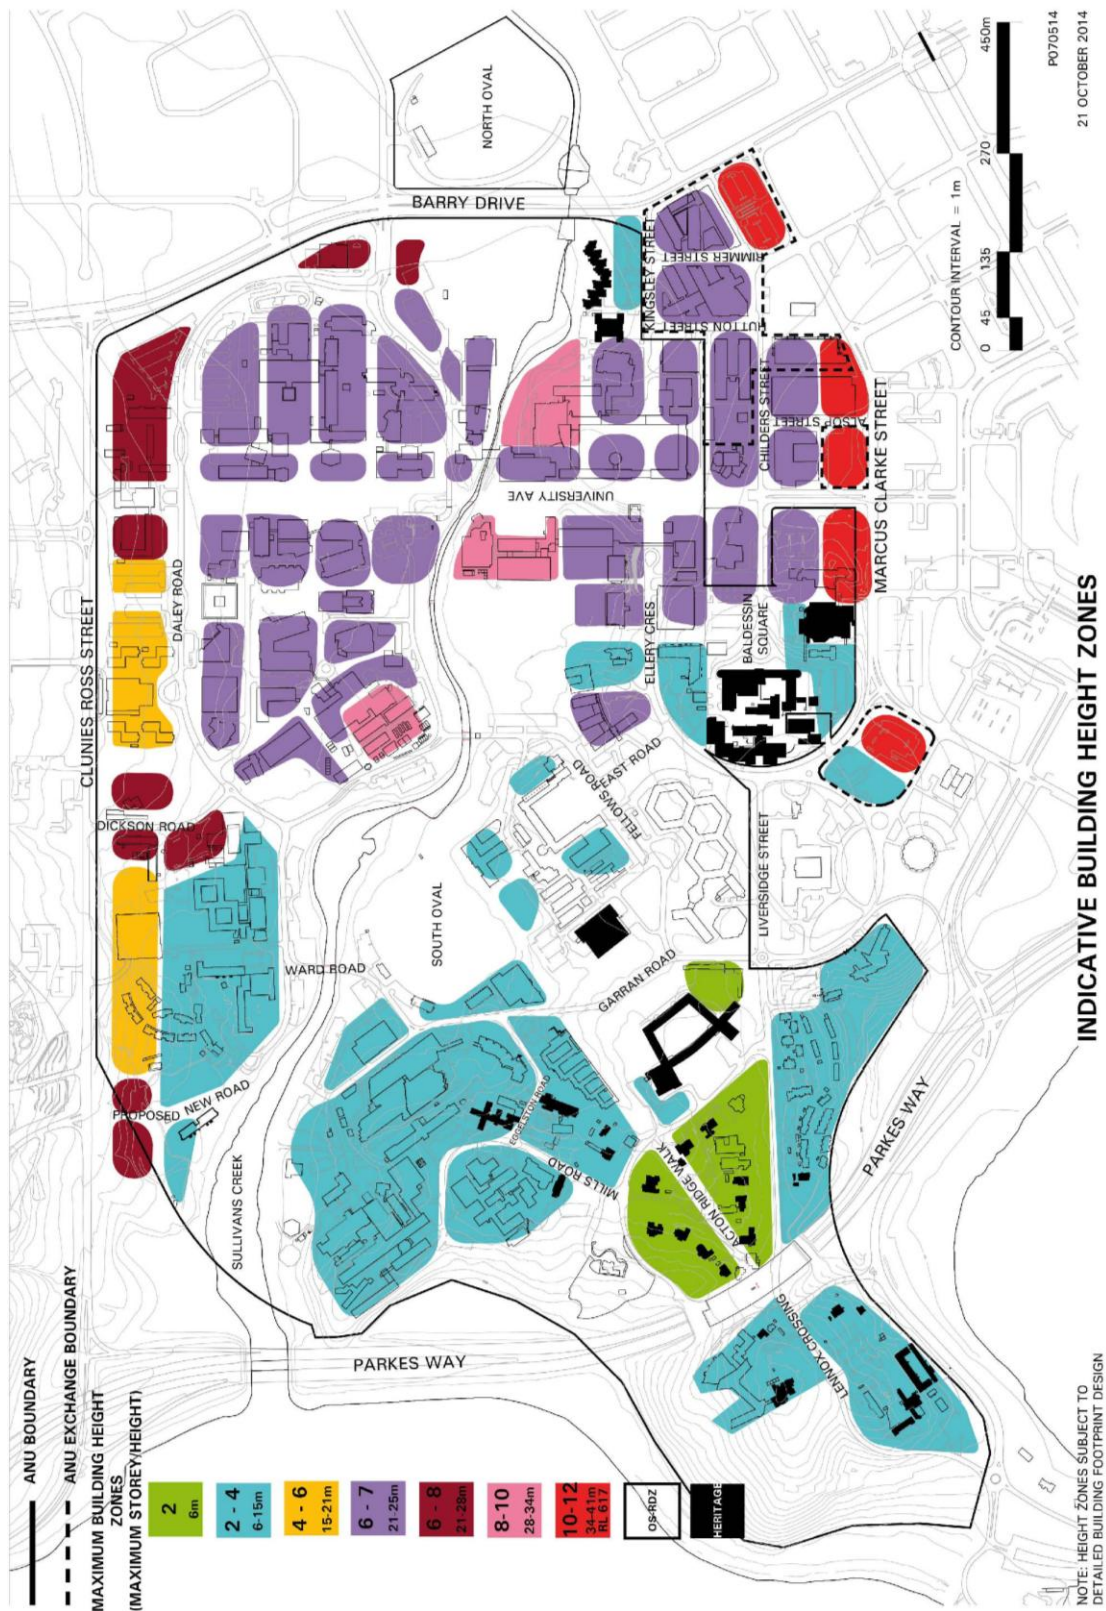 ANU BOUNDARY
ANU EXCHANGE BOUNDARY
MAXIMUM BUILDING HEIGHT
ZONES
(MAXIMUM STOREY/HEIGHT)
2
6m
2 - 4
6-15m
4 - 6
15-21m
6 - 7
21-25m
6 - 8
21-28m
8-10
28-34m
10-12
34-41m
RL 617
OS-RDZ
HERITAGE
NOTE: HEIGHT ZONES SUBJECT TO
DETAILED BUILDING FOOTPRINT DESIGN
CLUNIES ROSS STREET
DALEY ROAD
DICKSON ROAD
WARD ROAD
PROPOSED
NEW ROAD
SULLIVANS CREEK
PARKES WAY
SOUTH OVAL
NORTH OVAL
BARRY DRIVE
UNIVERSITY AVE
KINGSLEY STREET
RIMMER STREET
HUTTON STREET
CHILDERS STREET
ALSOP STREET
MARCUS CLARKE STREET
ELLERY CRES
BALDESSIN
SQUARE
FELLOWS ROAD
EAST ROAD
LIVERSIDGE STREET
GARRAN ROAD
EGGELSTON ROAD
MILLS ROAD
ACTON RIDGE WALK
LENNOX CROSSING
PARKES WAY
INDICATIVE BUILDING HEIGHT ZONES
CONTOUR INTERVAL = 1m
0 45 135 270 450m
P070514
21 OCTOBER 2014